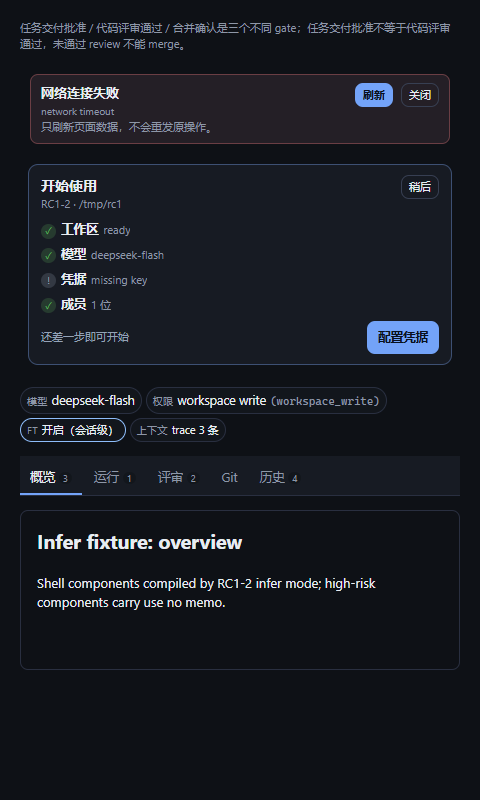 任务交付批准 / 代码评审通过 / 合并确认是三个不同 gate；任务交付批准不等于代码评审
通过，未通过 review 不能 merge。
网络连接失败
刷新
关闭
network timeout
只刷新页面数据，不会重发原操作。
开始使用
稍后
RC1-2 · /tmp/rc1
✓ 工作区 ready
✓ 模型 deepseek-flash
! 凭据 missing key
✓ 成员 1 位
还差一步即可开始
配置凭据
模型 deepseek-flash
权限 workspace write (workspace_write)
FT 开启（会话级）
上下文 trace 3 条
概览 3 运行 1 评审 2 Git 历史 4
Infer fixture: overview
Shell components compiled by RC1-2 infer mode; high-risk
components carry use no memo.